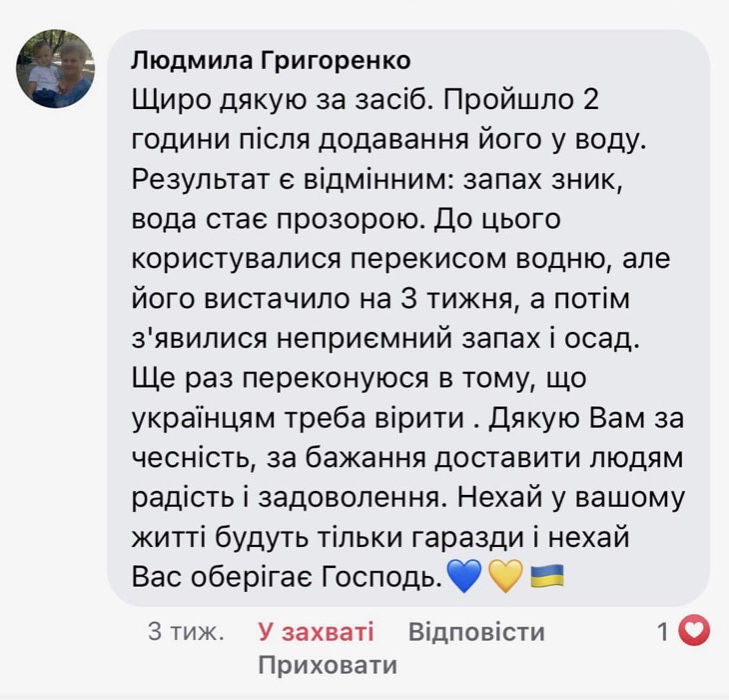 Людмила Григоренко
Щиро дякую за засіб. Пройшло 2
години після додавання його у воду.
Результат є відмінним: запах зник,
вода стає прозорою. До цього
користувалися перекисом водню, але
його вистачило на 3 тижня, а потім
з'явилися неприємний запах і осад.
Ще раз переконуюся в тому, що
українцям треба вірити . Дякую Вам за
чесність, за бажання доставити людям
радість і задоволення. Нехай у вашому
житті будуть тільки гаразди і нехай
Вас оберігає Господь.💙💛🇺🇦
3 тиж. У захваті Відповісти 1
Приховати